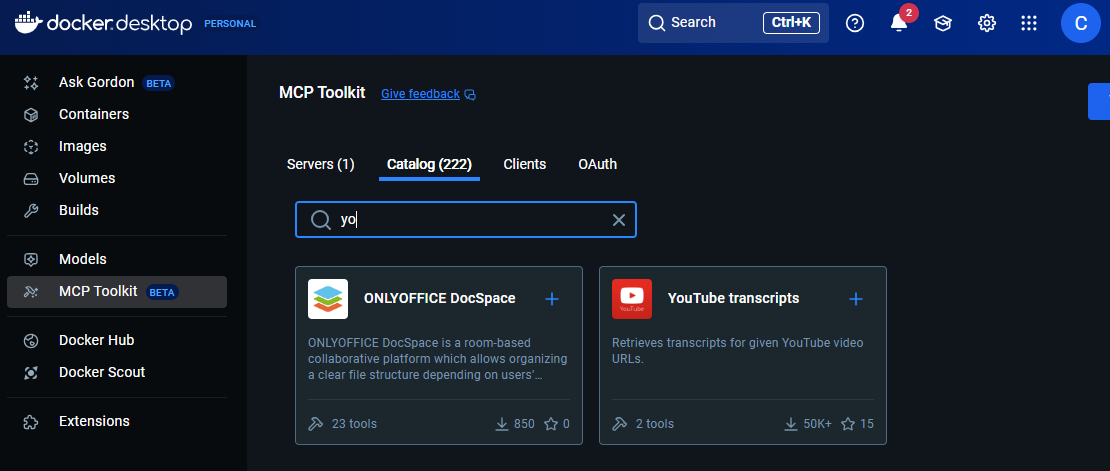 docker.desktop PERSONAL
Search Ctrl+K
2
C
Ask Gordon BETA
Containers
Images
Volumes
Builds
Models
MCP Toolkit BETA
Docker Hub
Docker Scout
Extensions
MCP Toolkit Give feedback
Servers (1) Catalog (222) Clients OAuth
yo
ONLYOFFICE DocSpace
ONLYOFFICE DocSpace is a room-based
collaborative platform which allows organizing
a clear file structure depending on users'...
23 tools 850 0
YouTube
YouTube transcripts
Retrieves transcripts for given YouTube video
URLs.
2 tools 50K+ 15